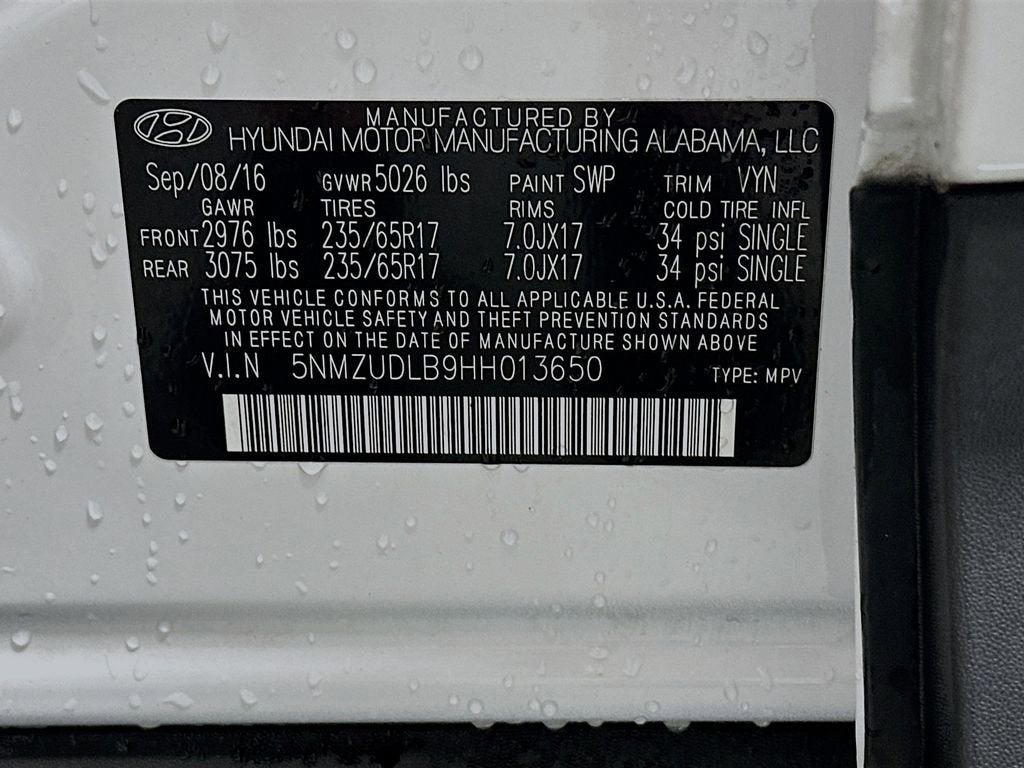 MANUFACTURED BY
HYUNDAI MOTOR MANUFACTURING ALABAMA, LLC
Sep/08/16 GVWR 5026 lbs PAINT SWP TRIM VYN
GAWR TIRES RIMS COLD TIRE INFL
FRONT 2976 lbs 235/65R17 7.0JX17 34 psi SINGLE
REAR 3075 lbs 235/65R17 7.0JX17 34 psi SINGLE
THIS VEHICLE CONFORMS TO ALL APPLICABLE U.S.A. FEDERAL
MOTOR VEHICLE SAFETY AND THEFT PREVENTION STANDARDS
IN EFFECT ON THE DATE OF MANUFACTURE SHOWN ABOVE
V.I.N 5NMZUDLB9HH013650 TYPE: MPV